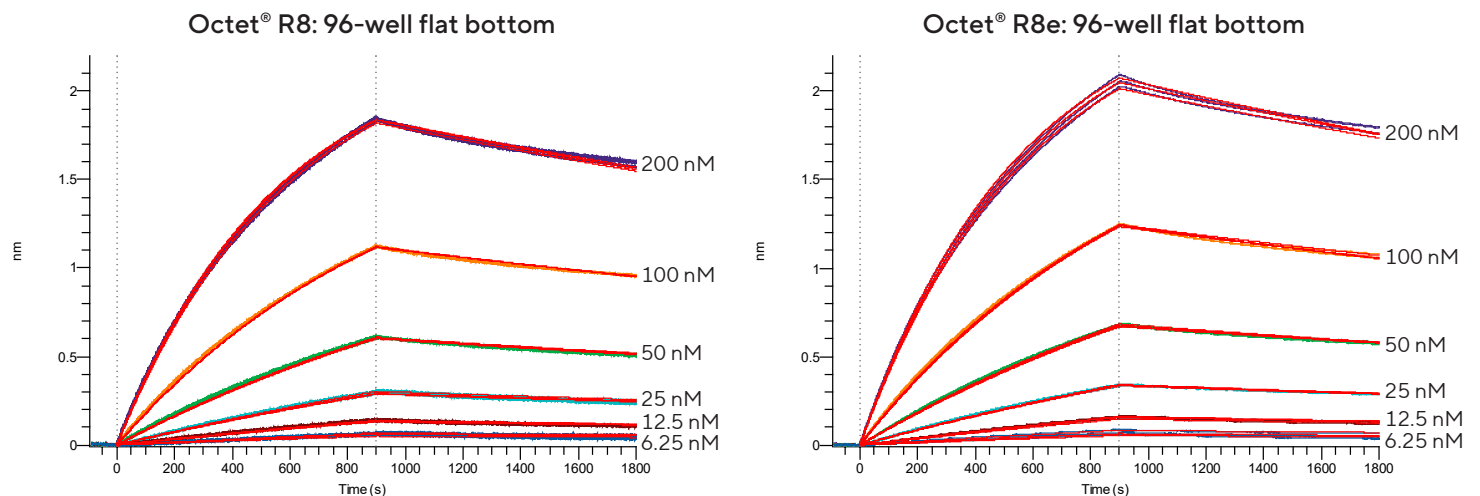 Octet® R8: 96-well flat bottom
2
1.5
1
0.5
0
nm
0 200 400 600 800 1000 1200 1400 1600 1800
Time (s)
200 nM
100 nM
50 nM
25 nM
12.5 nM
6.25 nM
Octet® R8e: 96-well flat bottom
2
1.5
1
0.5
0
nm
0 200 400 600 800 1000 1200 1400 1600 1800
Time (s)
200 nM
100 nM
50 nM
25 nM
12.5 nM
6.25 nM